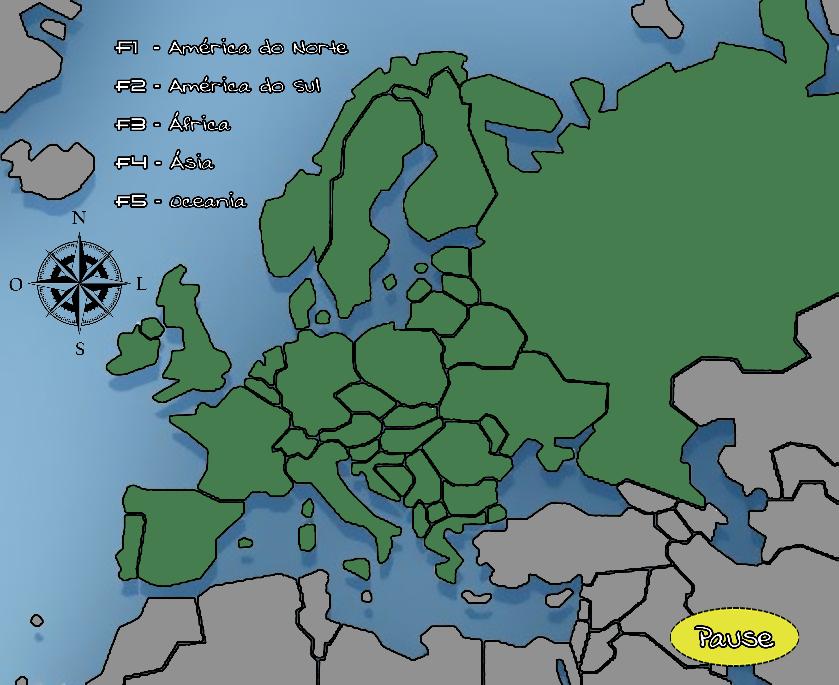 F1 - América do Norte
F2 - América do Sul
F3 - África
F4 - Ásia
F5 - Oceania
N
O
L
S
Pause